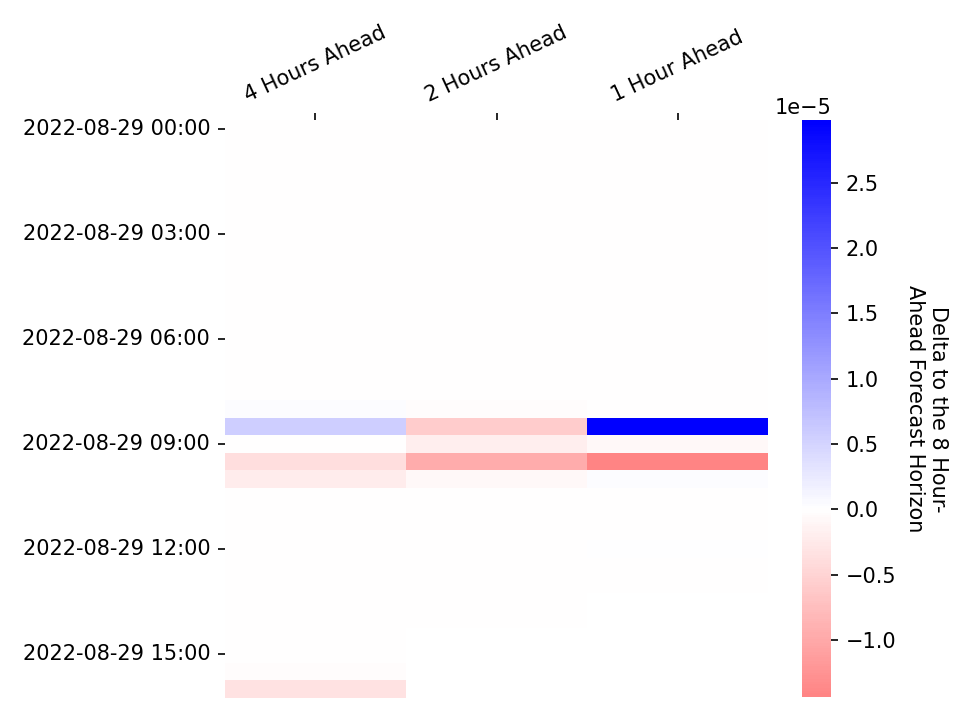 4 Hours Ahead
2 Hours Ahead
1 Hour Ahead
2022-08-29 00:00
2022-08-29 03:00
2022-08-29 06:00
2022-08-29 09:00
2022-08-29 12:00
2022-08-29 15:00
1e−5
2.5
2.0
1.5
1.0
0.5
0.0
−0.5
−1.0
Delta to the 8 Hour-
Ahead Forecast Horizon